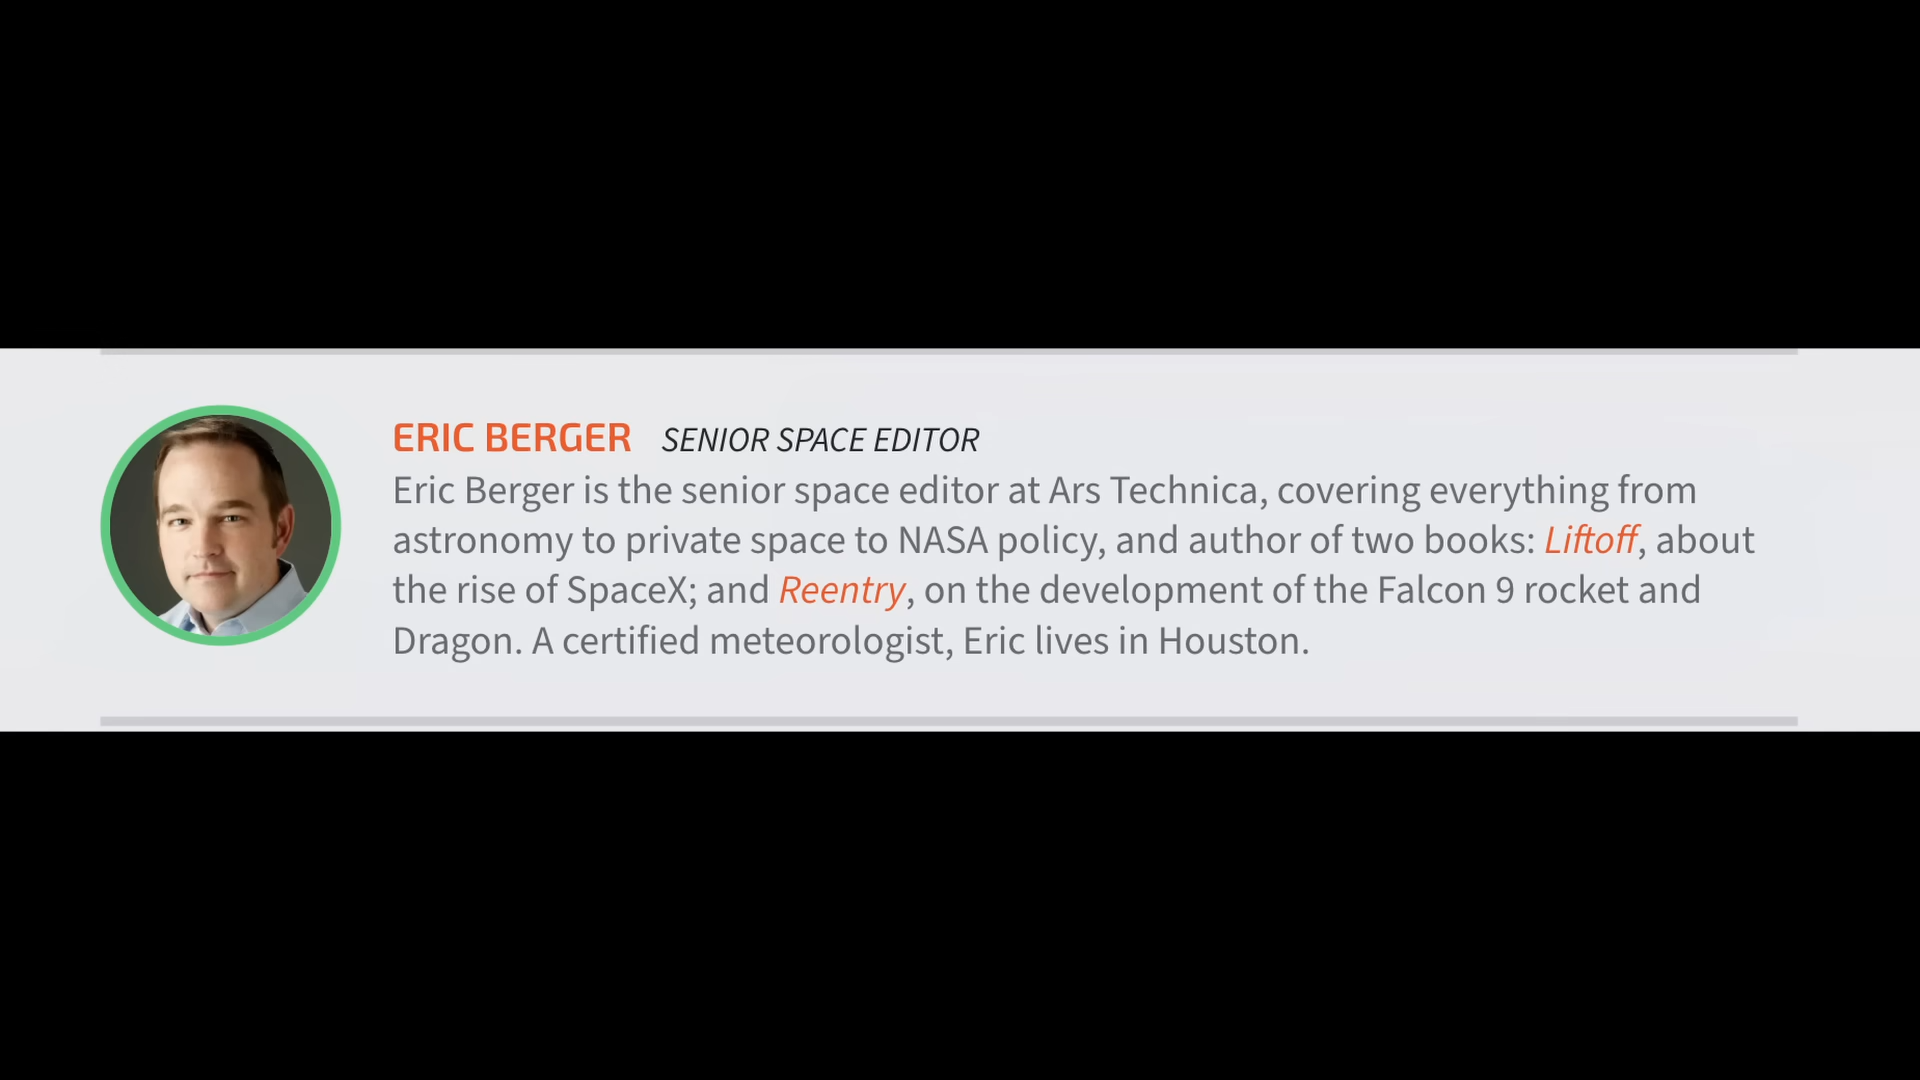 ERIC BERGER SENIOR SPACE EDITOR
Eric Berger is the senior space editor at Ars Technica, covering everything from
astronomy to private space to NASA policy, and author of two books: Liftoff, about
the rise of SpaceX; and Reentry, on the development of the Falcon 9 rocket and
Dragon. A certified meteorologist, Eric lives in Houston.